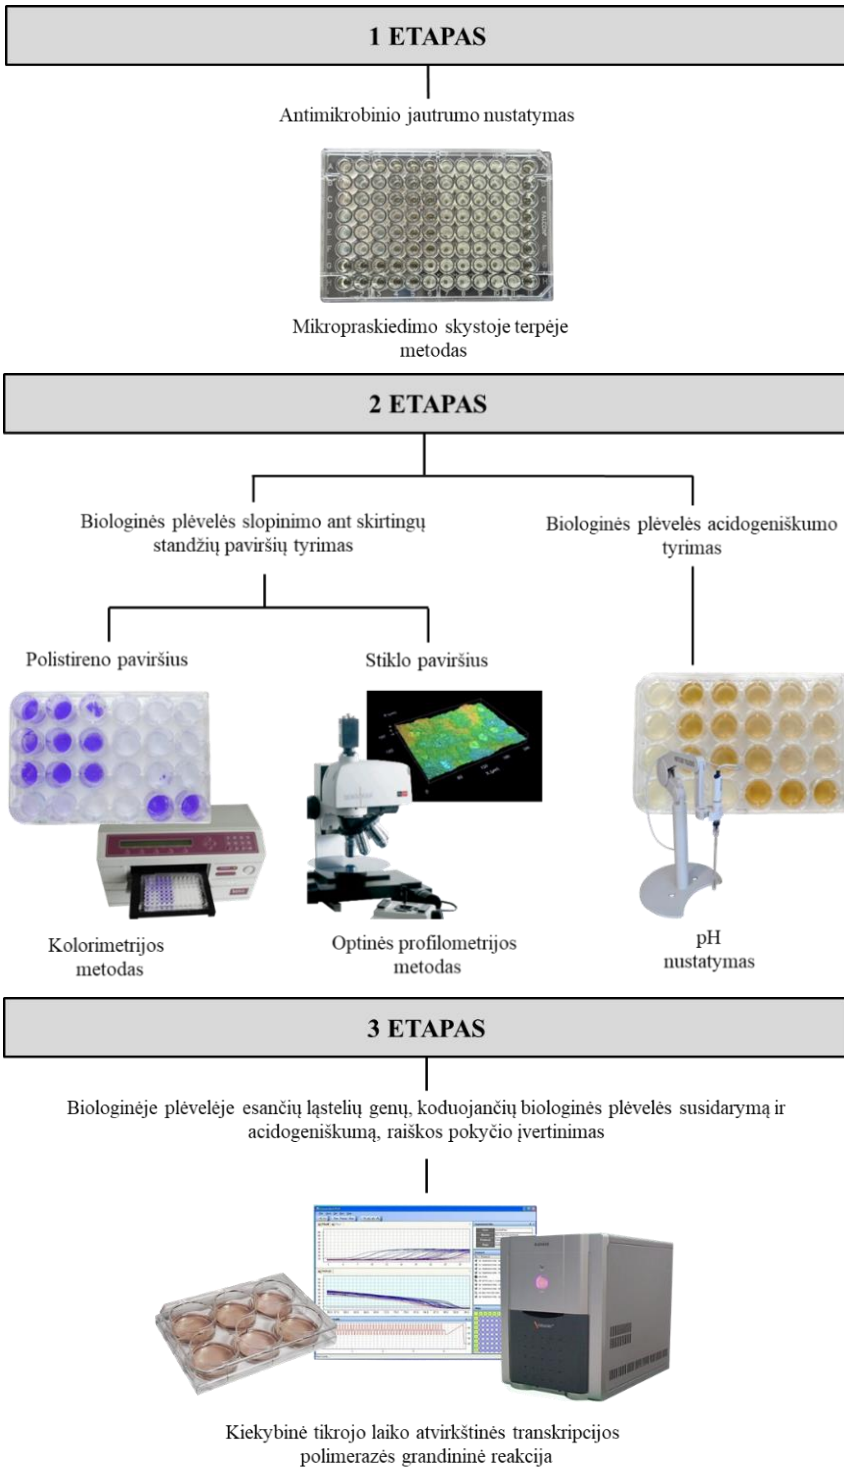 1 ETAPAS
Antimikrobinio jautrumo nustatymas
Mikropraskiedimo skystoje terpėje
metodas
2 ETAPAS
Biologinės plėvelės slopinimo ant skirtingų
standžių paviršių tyrimas
Biologinės plėvelės acidogeniškumo
tyrimas
Polistireno paviršius
Stiklo paviršius
Kolorimetrijos
metodas
Optinės profilometrijos
metodas
pH
nustatymas
3 ETAPAS
Biologinėje plėvelėje esančių ląstelių genų, koduojančių biologinės plėvelės susidarymą ir
acidogeniškumą, raiškos pokyčio įvertinimas
Kiekybinė tikrojo laiko atvirkštinės transkripcijos
polimerazės grandininė reakcija